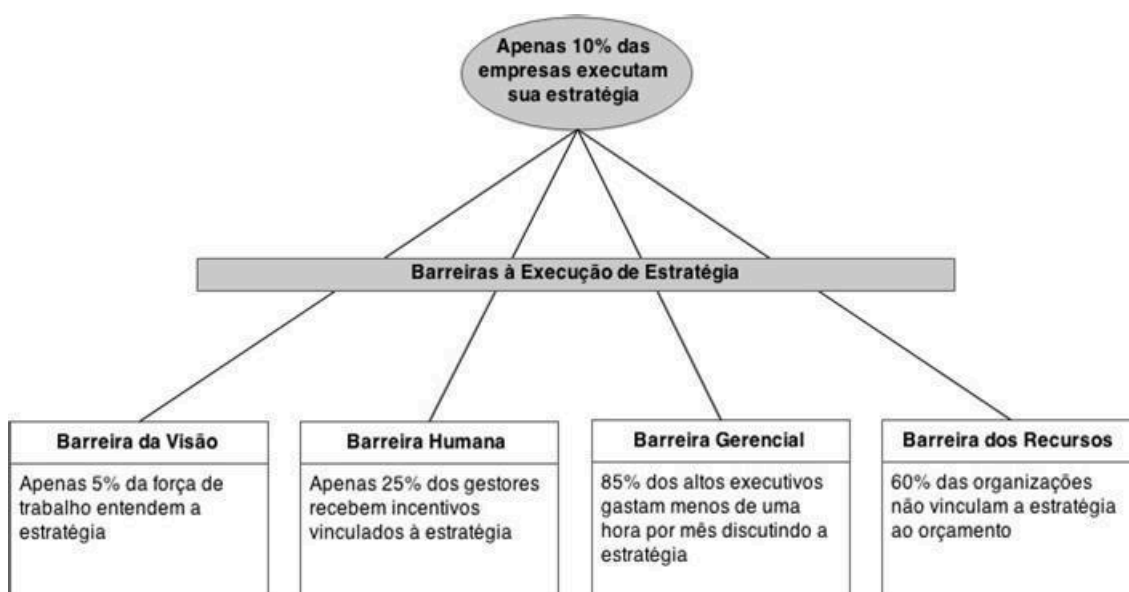 Apenas 10% das
empresas executam
sua estratégia
Barreiras à Execução de Estratégia
Barreira da Visão
Apenas 5% da força de
trabalho entendem a
estratégia
Barreira Humana
Apenas 25% dos gestores
recebem incentivos
vinculados à estratégia
Barreira Gerencial
85% dos altos executivos
gastam menos de uma
hora por mês discutindo a
estratégia
Barreira dos Recursos
60% das organizações
não vinculam a estratégia
ao orçamento